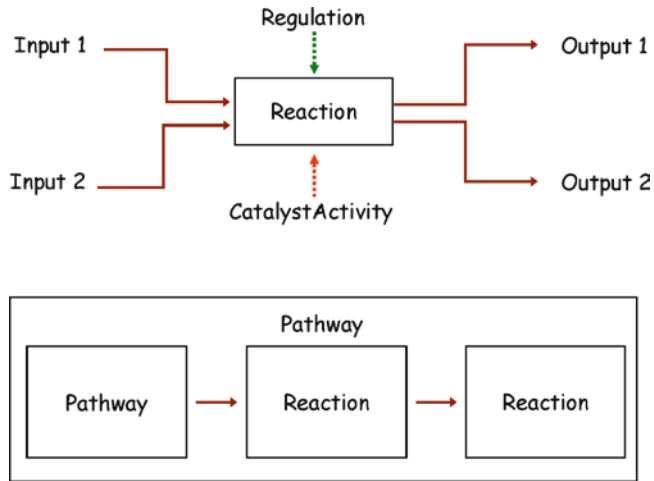 Regulation
Input 1
Output 1
Reaction
Input 2
Output 2
CatalystActivity
Pathway
Pathway
Reaction
Reaction